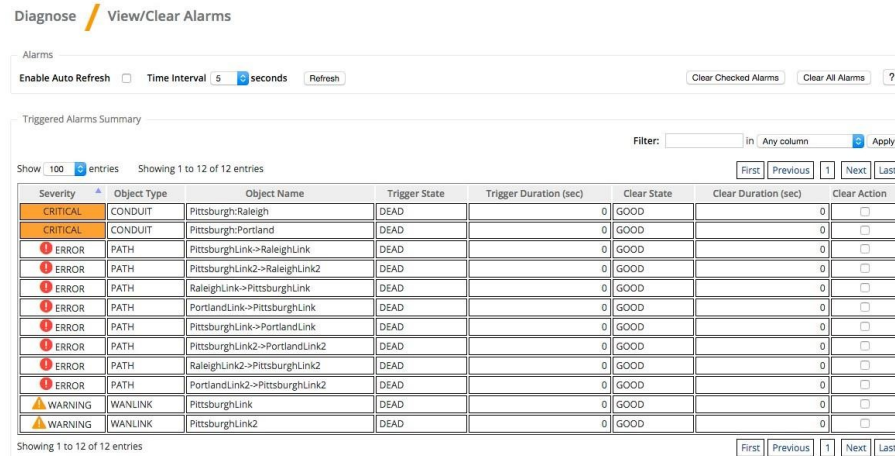 Diagnose View/Clear Alarms
Alarms
Enable Auto Refresh Time Interval 5 seconds Refresh Clear Checked Alarms Clear All Alarms ?
Triggered Alarms Summary
Filter: in Any column Apply
Show 100 entries Showing 1 to 12 of 12 entries First Previous 1 Next Last
Severity Object Type Object Name Trigger State Trigger Duration (sec) Clear State Clear Duration (sec) Clear Action
CRITICAL CONDUIT Pittsburgh:Raleigh DEAD 0 GOOD 0
CRITICAL CONDUIT Pittsburgh:Portland DEAD 0 GOOD 0
ERROR PATH PittsburghLink->RaleighLink DEAD 0 GOOD 0
ERROR PATH PittsburghLink2->RaleighLink2 DEAD 0 GOOD 0
ERROR PATH RaleighLink->PittsburghLink DEAD 0 GOOD 0
ERROR PATH PortlandLink->PittsburghLink DEAD 0 GOOD 0
ERROR PATH PittsburghLink->PortlandLink DEAD 0 GOOD 0
ERROR PATH PittsburghLink2->PortlandLink2 DEAD 0 GOOD 0
ERROR PATH RaleighLink2->PittsburghLink2 DEAD 0 GOOD 0
ERROR PATH PortlandLink2->PittsburghLink2 DEAD 0 GOOD 0
WARNING WANLINK PittsburghLink DEAD 0 GOOD 0
WARNING WANLINK PittsburghLink2 DEAD 0 GOOD 0
Showing 1 to 12 of 12 entries First Previous 1 Next Last